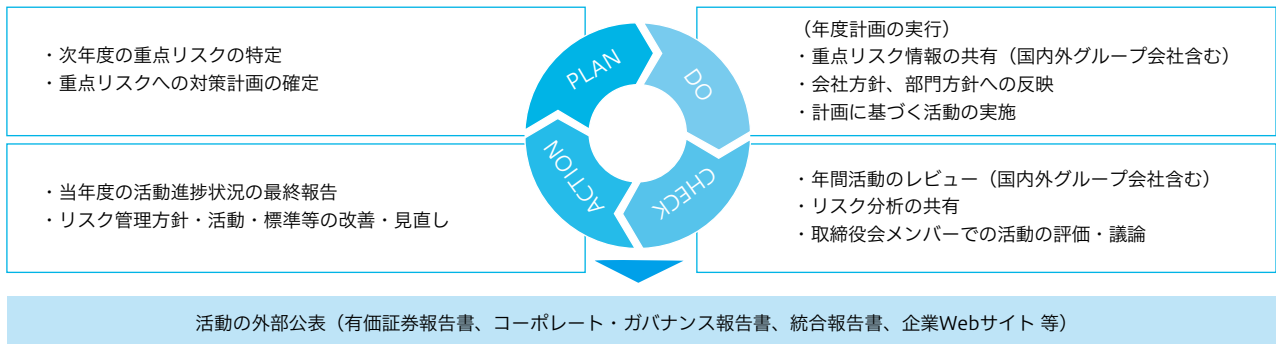 ・次年度の重点リスクの特定
・重点リスクへの対策計画の確定
PLAN
DO
（年度計画の実行）
・重点リスク情報の共有（国内外グループ会社含む）
・会社方針、部門方針への反映
・計画に基づく活動の実施
・当年度の活動進捗状況の最終報告
・リスク管理方針・活動・標準等の改善・見直し
ACTION
CHECK
・年間活動のレビュー（国内外グループ会社含む）
・リスク分析の共有
・取締役会メンバーでの活動の評価・議論
活動の外部公表（有価証券報告書、コーポレート・ガバナンス報告書、統合報告書、企業Webサイト 等）